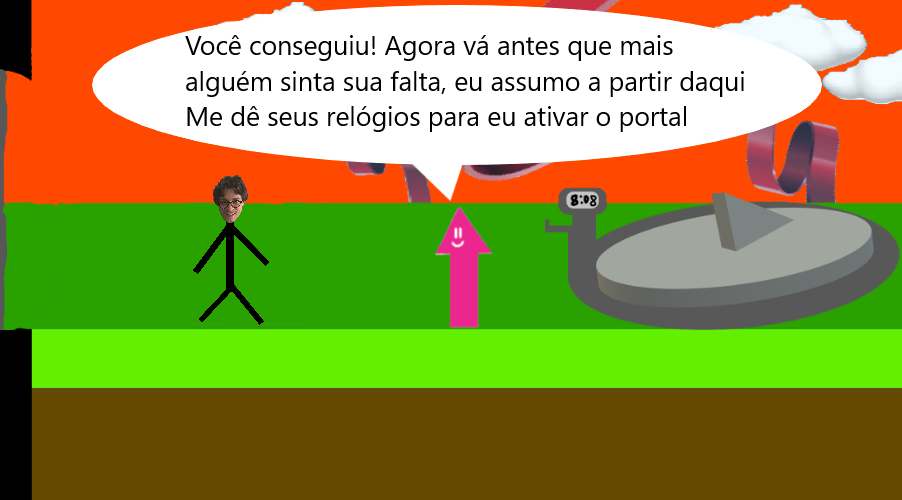 Você conseguiu! Agora vá antes que mais
alguém sinta sua falta, eu assumo a partir daqui
Me dê seus relógios para eu ativar o portal
8:08